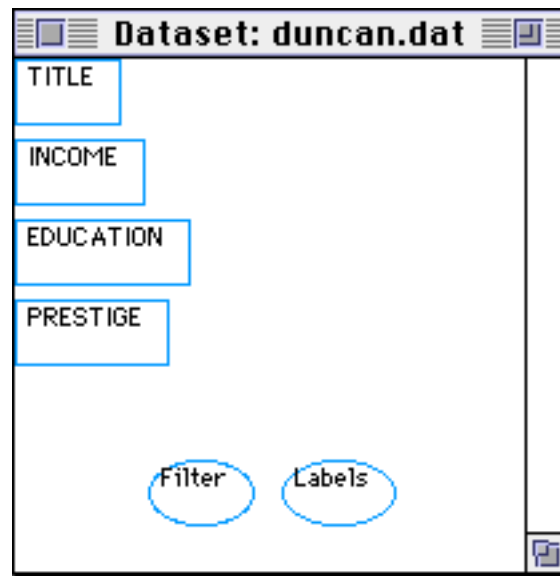 Dataset: duncan.dat
TITLE
INCOME
EDUCATION
PRESTIGE
Filter Labels